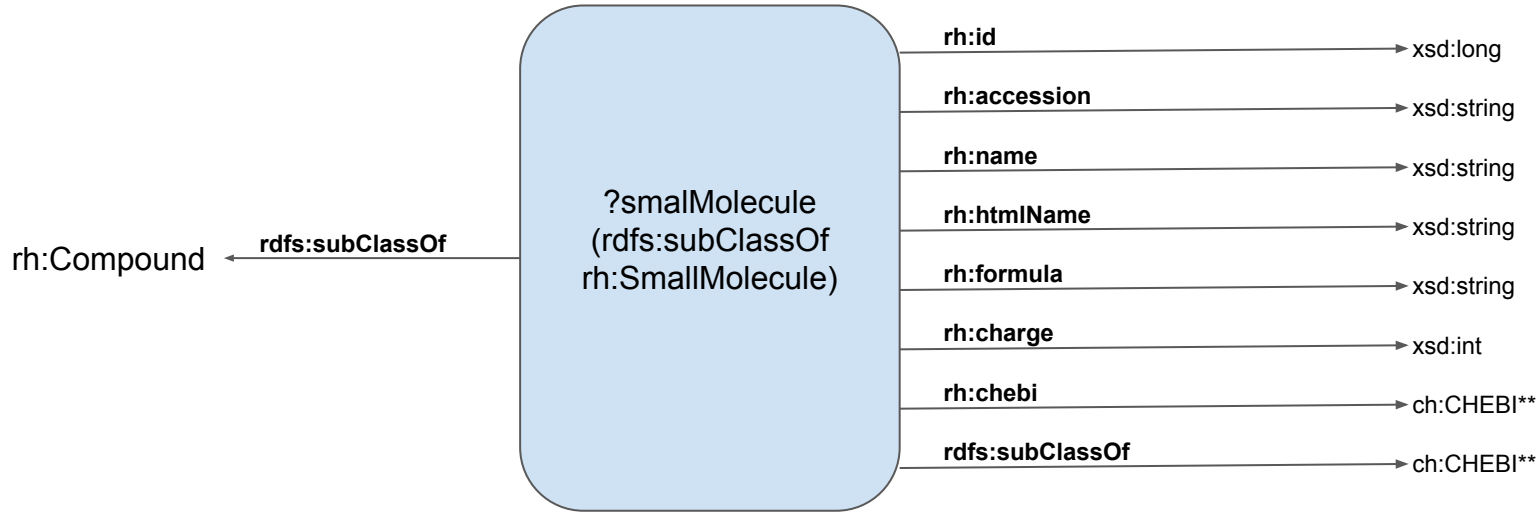 rh:Compound
rdfs:subClassOf
?smalMolecule
(rdfs:subClassOf
rh:SmallMolecule)
rh:id
xsd:long
rh:accession
xsd:string
rh:name
xsd:string
rh:htmlName
xsd:string
rh:formula
xsd:string
rh:charge
xsd:int
rh:chebi
ch:CHEBI**
rdfs:subClassOf
ch:CHEBI**